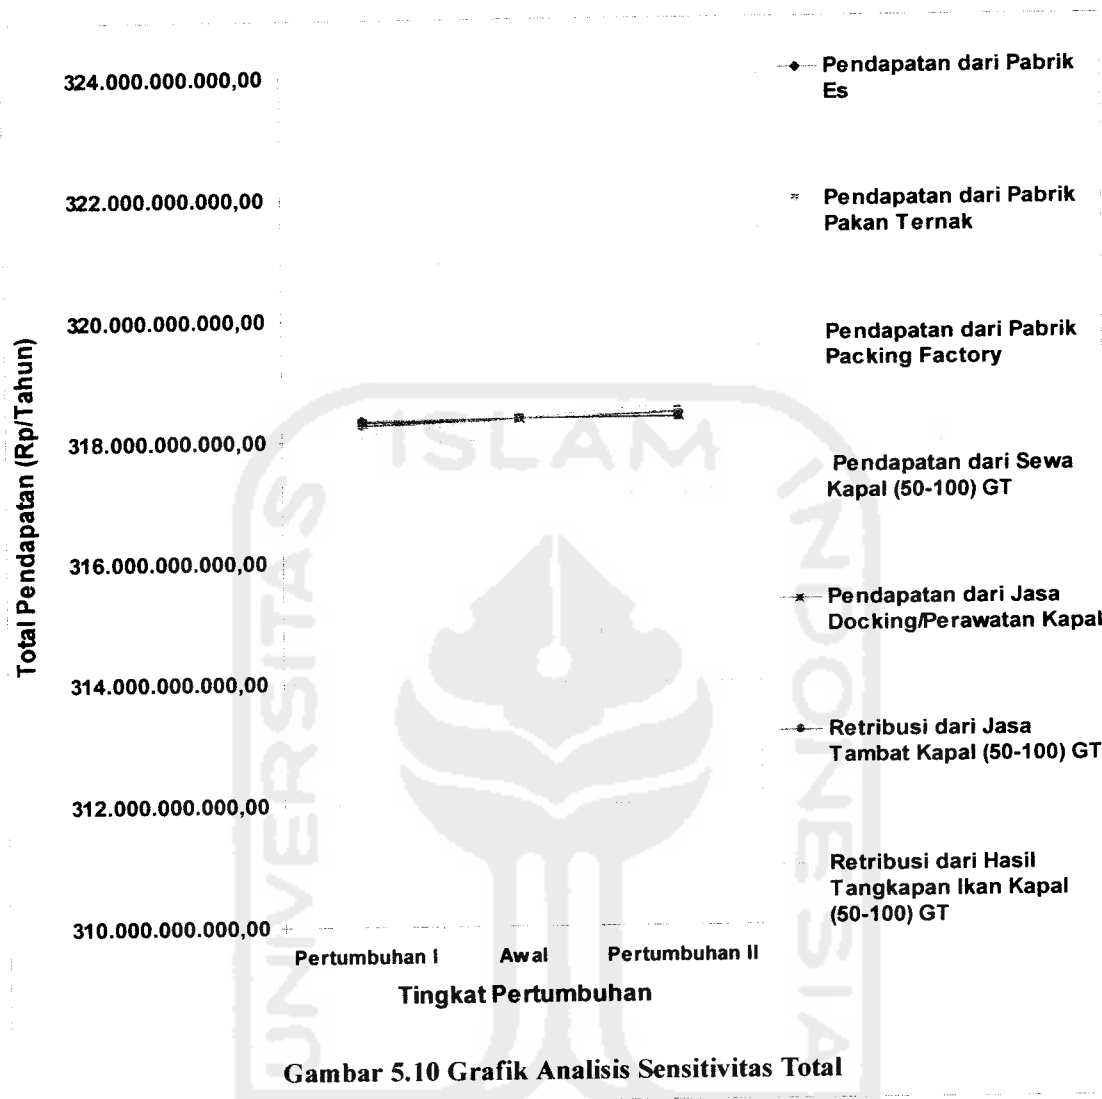 324.000.000.000,00
322.000.000.000,00
320.000.000.000,00
318.000.000.000,00
316.000.000.000,00
314.000.000.000,00
312.000.000.000,00
310.000.000.000,00
Total Pendapatan (Rp/Tahun)
Pertumbuhan I
Awal
Pertumbuhan II
Tingkat Pertumbuhan
Pendapatan dari Pabrik
Es
Pendapatan dari Pabrik
Pakan Ternak
Pendapatan dari Pabrik
Packing Factory
Pendapatan dari Sewa
Kapal (50-100) GT
Pendapatan dari Jasa
Docking/Perawatan Kapal
Retribusi dari Jasa
Tambat Kapal (50-100) GT
Retribusi dari Hasil
Tangkapan Ikan Kapal
(50-100) GT
UNIVERSITAS
ISLAM
INDONESIA
Gambar 5.10 Grafik Analisis Sensitivitas Total